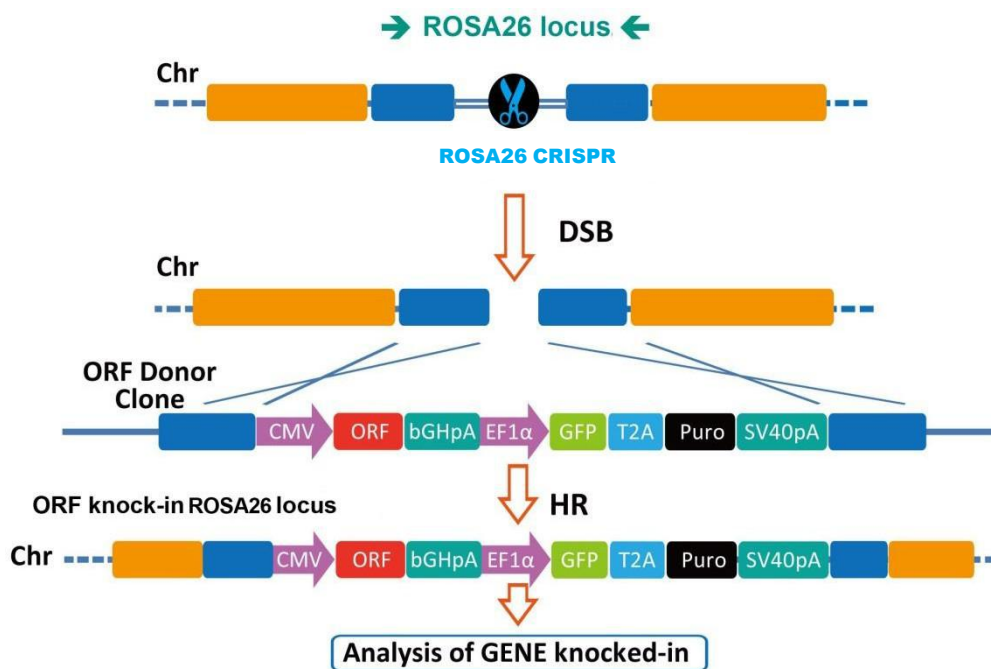 ROSA26 locus
Chr
ROSA26 CRISPR
DSB
Chr
ORF Donor
Clone
CMV ORF bGHpA EF1α GFP T2A Puro SV40pA
HR
ORF knock-in ROSA26 locus
Chr
CMV ORF bGHpA EF1α GFP T2A Puro SV40pA
Analysis of GENE knocked-in